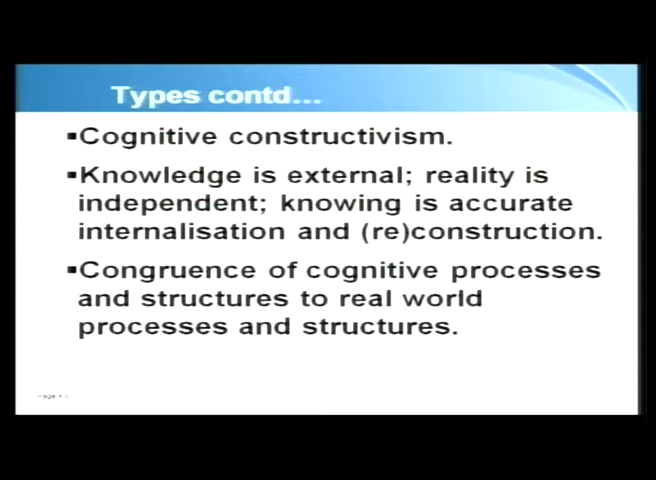 Types contd...
▪Cognitive constructivism.
▪Knowledge is external; reality is
independent; knowing is accurate
internalisation and (re)construction.
▪Congruence of cognitive processes
and structures to real world
processes and structures.